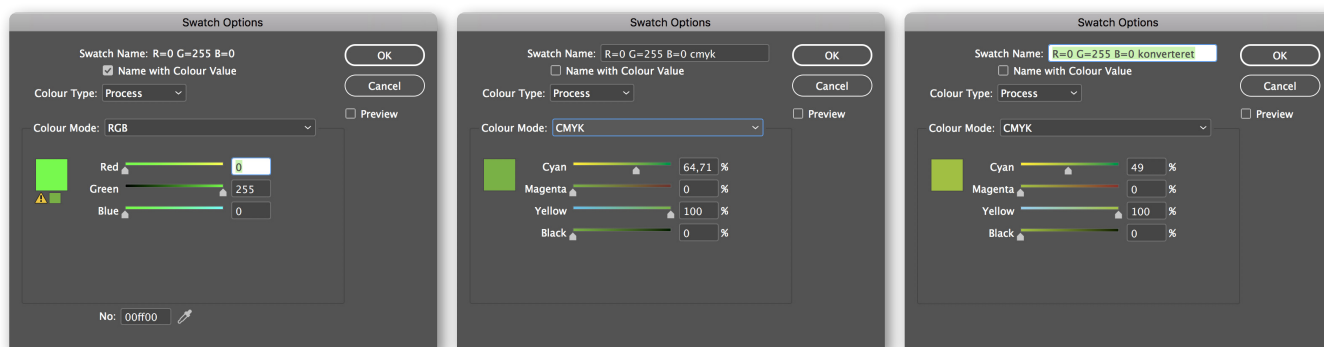 Swatch Options
Swatch Name: R=0 G=255 B=0
Name with Colour Value
Colour Type: Process
Colour Mode: RGB
Red 0
Green 255
Blue 0
No: 00ff00
OK
Cancel
Preview
Swatch Options
Swatch Name: R=0 G=255 B=0 cmyk
Name with Colour Value
Colour Type: Process
Colour Mode: CMYK
Cyan 64,71 %
Magenta 0 %
Yellow 100 %
Black 0 %
OK
Cancel
Preview
Swatch Options
Swatch Name: R=0 G=255 B=0 konverteret
Name with Colour Value
Colour Type: Process
Colour Mode: CMYK
Cyan 49 %
Magenta 0 %
Yellow 100 %
Black 0 %
OK
Cancel
Preview